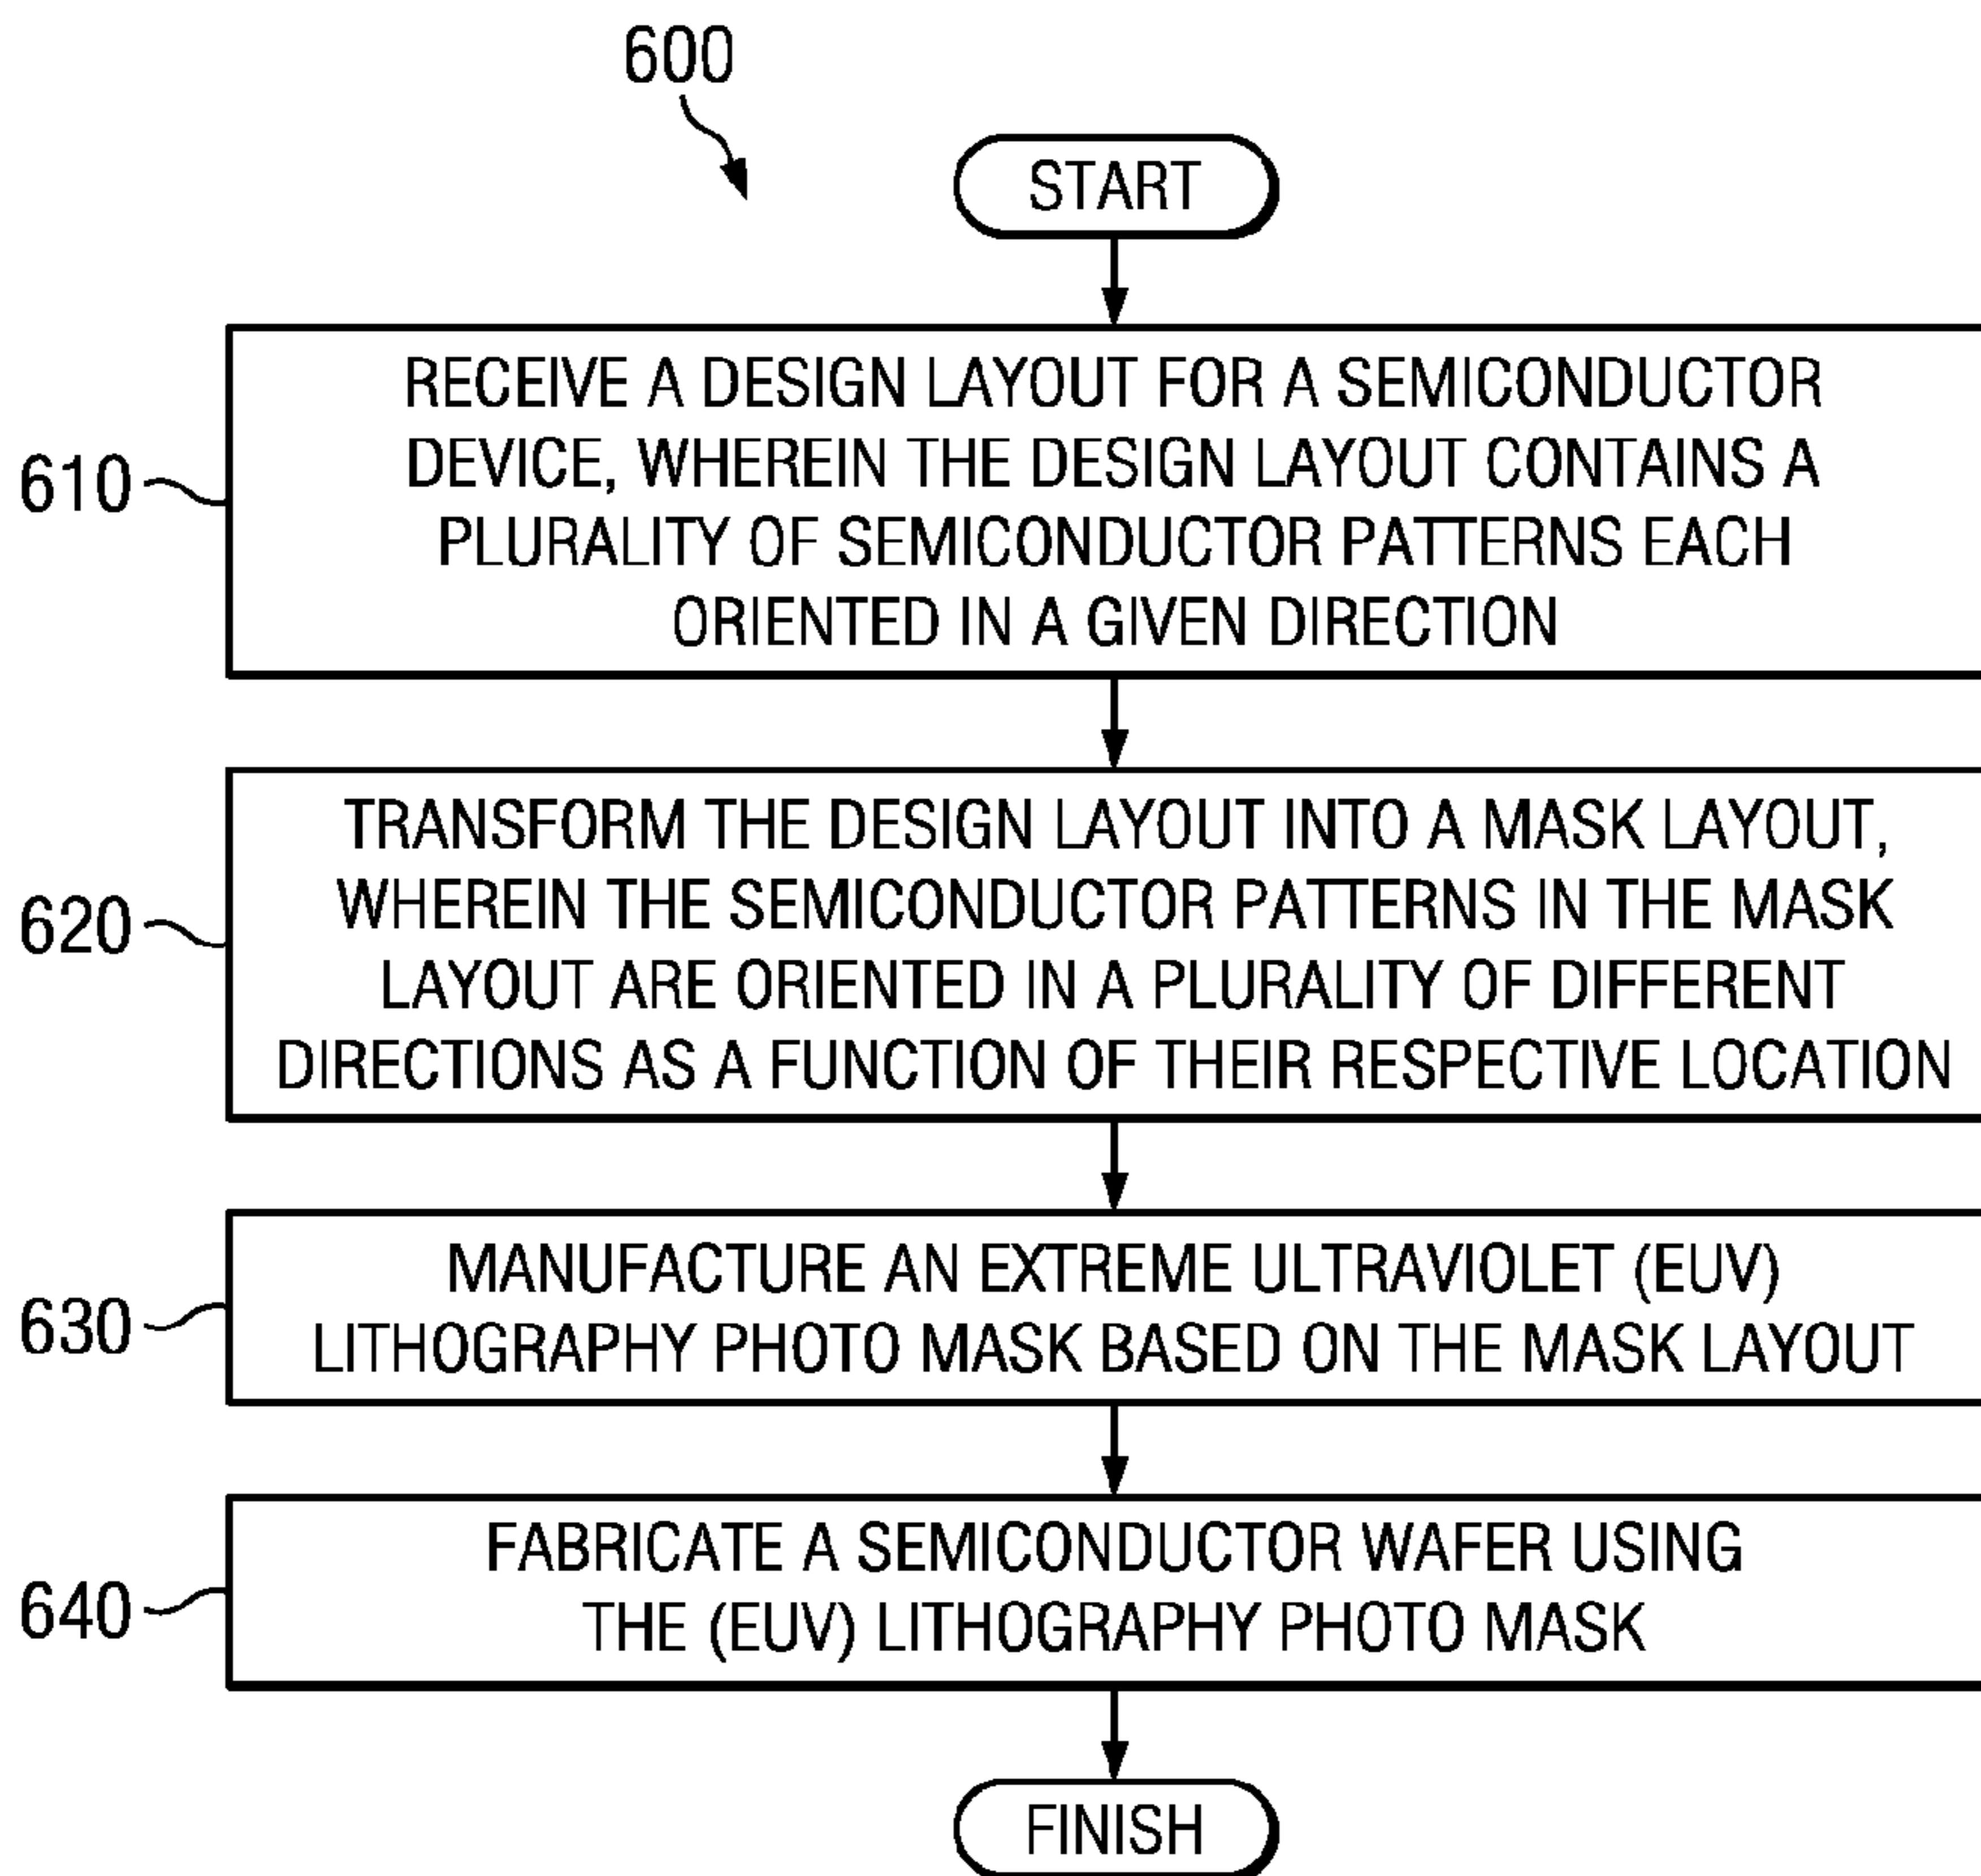 600
START
610
RECEIVE A DESIGN LAYOUT FOR A SEMICONDUCTOR
DEVICE, WHEREIN THE DESIGN LAYOUT CONTAINS A
PLURALITY OF SEMICONDUCTOR PATTERNS EACH
ORIENTED IN A GIVEN DIRECTION
620
TRANSFORM THE DESIGN LAYOUT INTO A MASK LAYOUT,
WHEREIN THE SEMICONDUCTOR PATTERNS IN THE MASK
LAYOUT ARE ORIENTED IN A PLURALITY OF DIFFERENT
DIRECTIONS AS A FUNCTION OF THEIR RESPECTIVE LOCATION
630
MANUFACTURE AN EXTREME ULTRAVIOLET (EUV)
LITHOGRAPHY PHOTO MASK BASED ON THE MASK LAYOUT
640
FABRICATE A SEMICONDUCTOR WAFER USING
THE (EUV) LITHOGRAPHY PHOTO MASK
FINISH